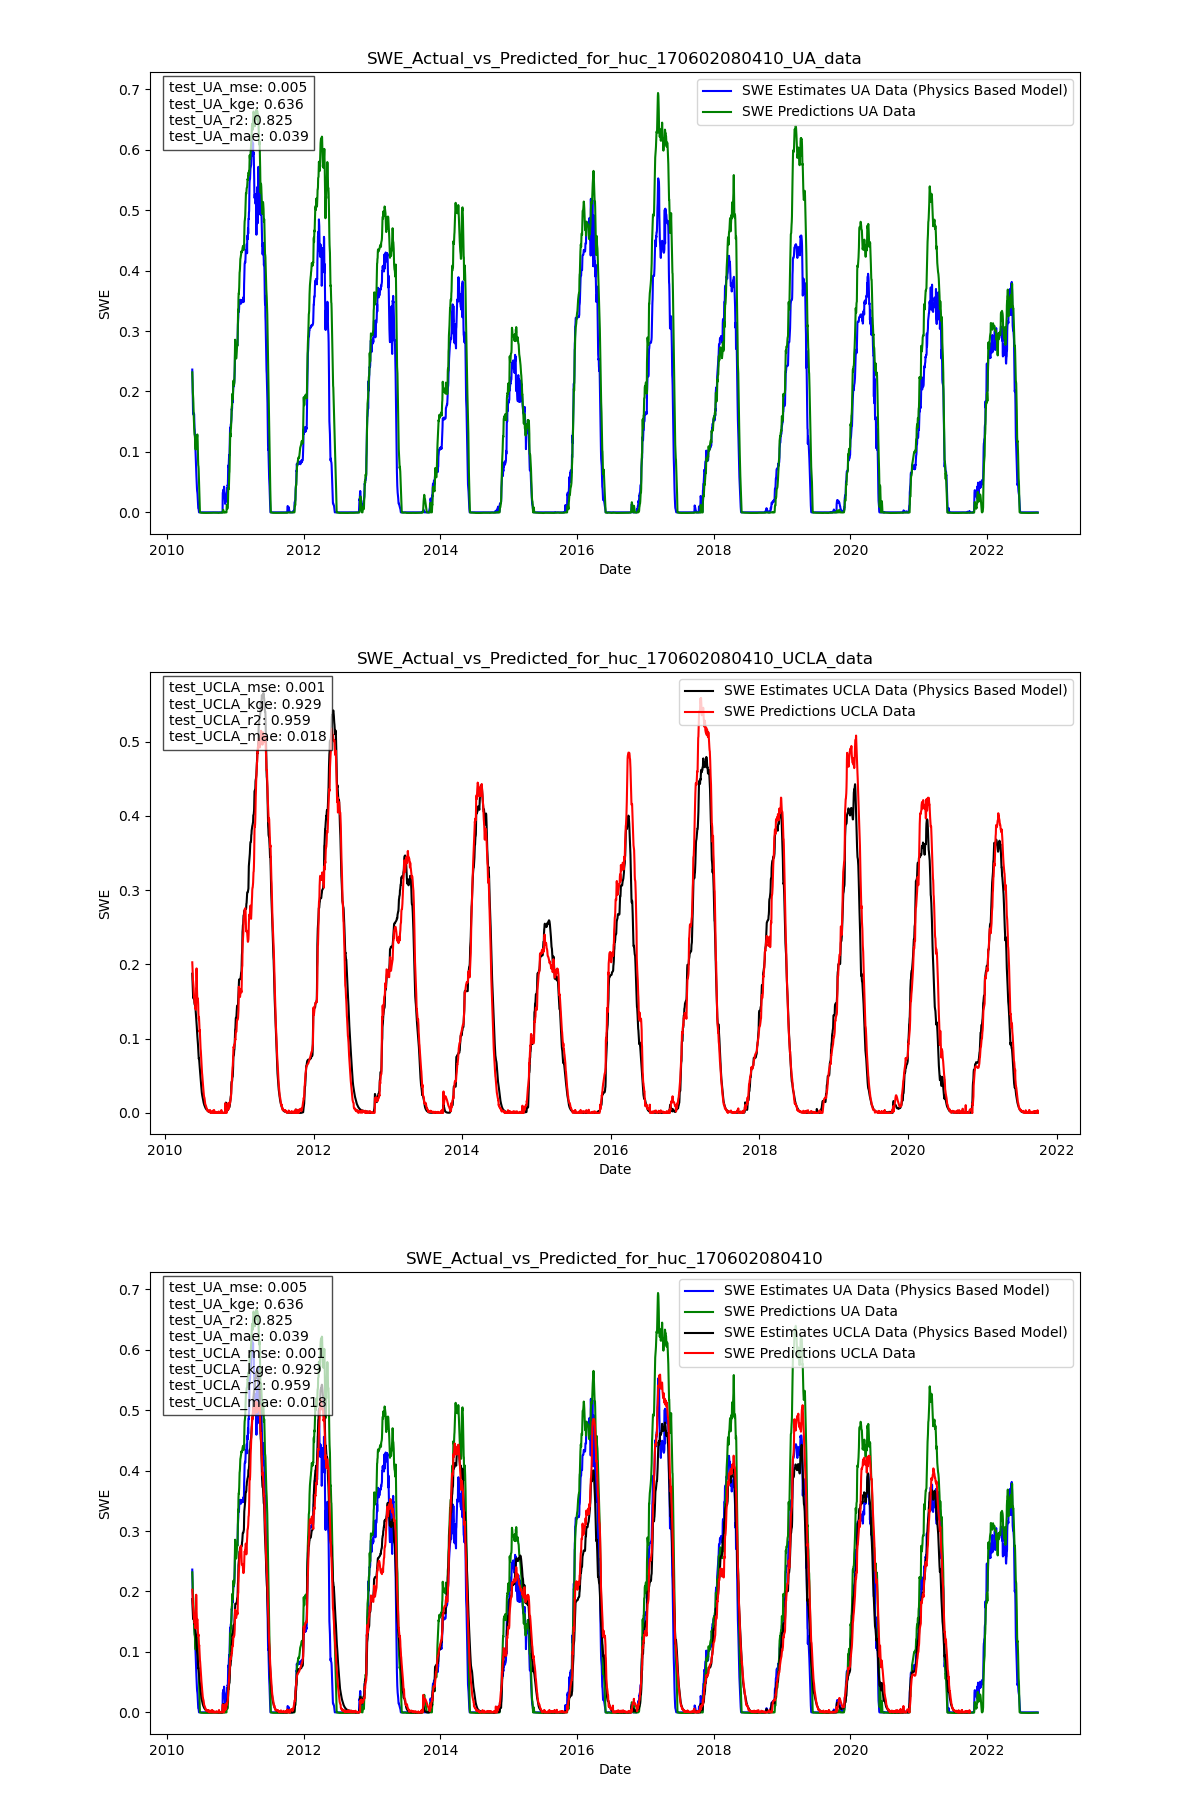 SWE_Actual_vs_Predicted_for_huc_170602080410_UA_data
test_UA_mse: 0.005
test_UA_kge: 0.636
test_UA_r2: 0.825
test_UA_mae: 0.039
SWE Estimates UA Data (Physics Based Model)
SWE Predictions UA Data
0.7
0.6
0.5
0.4
0.3
0.2
0.1
0.0
SWE
2010 2012 2014 2016 2018 2020 2022
Date
SWE_Actual_vs_Predicted_for_huc_170602080410_UCLA_data
test_UCLA_mse: 0.001
test_UCLA_kge: 0.929
test_UCLA_r2: 0.959
test_UCLA_mae: 0.018
SWE Estimates UCLA Data (Physics Based Model)
SWE Predictions UCLA Data
0.5
0.4
0.3
0.2
0.1
0.0
SWE
2010 2012 2014 2016 2018 2020 2022
Date
SWE_Actual_vs_Predicted_for_huc_170602080410
test_UA_mse: 0.005
test_UA_kge: 0.636
test_UA_r2: 0.825
test_UA_mae: 0.039
test_UCLA_mse: 0.001
test_UCLA_kge: 0.929
test_UCLA_r2: 0.959
test_UCLA_mae: 0.018
SWE Estimates UA Data (Physics Based Model)
SWE Predictions UA Data
SWE Estimates UCLA Data (Physics Based Model)
SWE Predictions UCLA Data
0.7
0.6
0.5
0.4
0.3
0.2
0.1
0.0
SWE
2010 2012 2014 2016 2018 2020 2022
Date